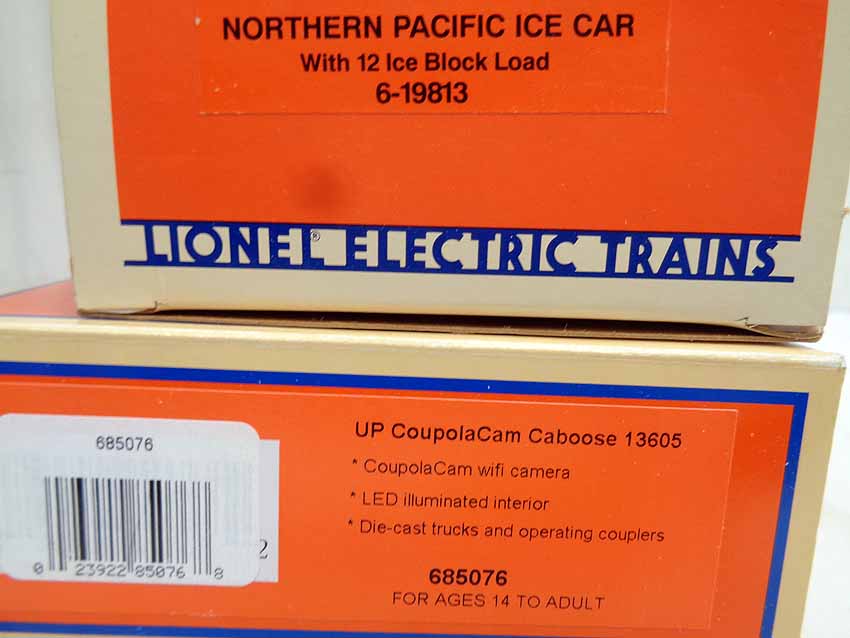 NORTHERN PACIFIC ICE CAR
With 12 Ice Block Load
6-19813
LIONEL® ELECTRIC TRAINS
685076
0 23922 85076 8
2
UP CoupolaCam Caboose 13605
* CoupolaCam wifi camera
* LED illuminated interior
* Die-cast trucks and operating couplers
685076
FOR AGES 14 TO ADULT